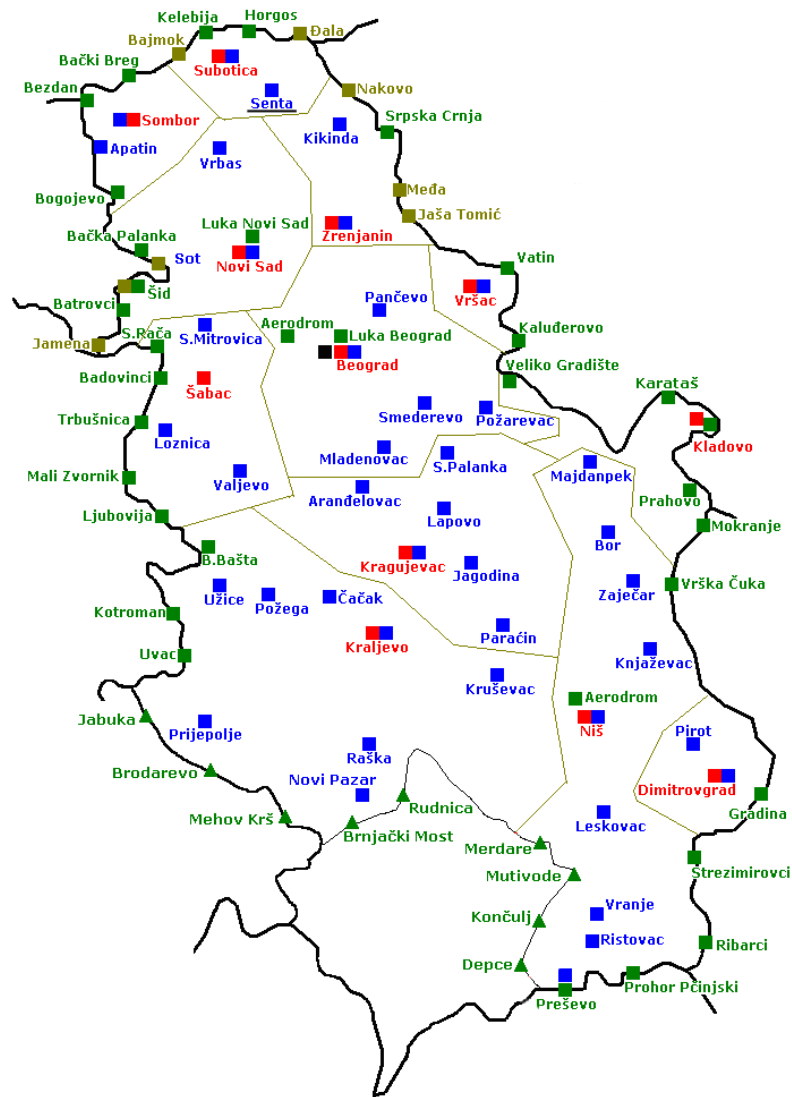 Kelebija
Horgos
Bajmok
Đala
Bački Breg
Subotica
Bezdan
Senta
Nakovo
Sombor
Srpska Crnja
Apatin
Vrbas
Kikinda
Bogojevo
Međa
Luka Novi Sad
Jaša Tomić
Bačka Palanka
Zrenjanin
Sot
Novi Sad
Vatin
Šid
Vršac
Batrovci
Pančevo
S.Rača
Jamena
S.Mitrovica
Aerodrom
Luka Beograd
Kaluđerovo
Beograd
Veliko Gradište
Badovinci
Šabac
Karataš
Trbušnica
Smederevo
Požarevac
Kladovo
Loznica
Mladenovac
S.Palanka
Mali Zvornik
Valjevo
Majdanpek
Aranđelovac
Prahovo
Ljubovija
Lapovo
Mokranje
B.Bašta
Bor
Kragujevac
Jagodina
Užice
Požega
Čačak
Zaječar
Vrška Čuka
Kotroman
Kraljevo
Paraćin
Uvac
Knjaževac
Kruševac
Aerodrom
Jabuka
Prijepolje
Niš
Pirot
Raška
Brodarevo
Novi Pazar
Dimitrovgrad
Rudnica
Gradina
Mehov Krš
Brnjački Most
Leskovac
Merdare
Strezimirovci
Mutivode
Vranje
Končulj
Ristovac
Ribarci
Depce
Prohor Pčinjski
Preševo